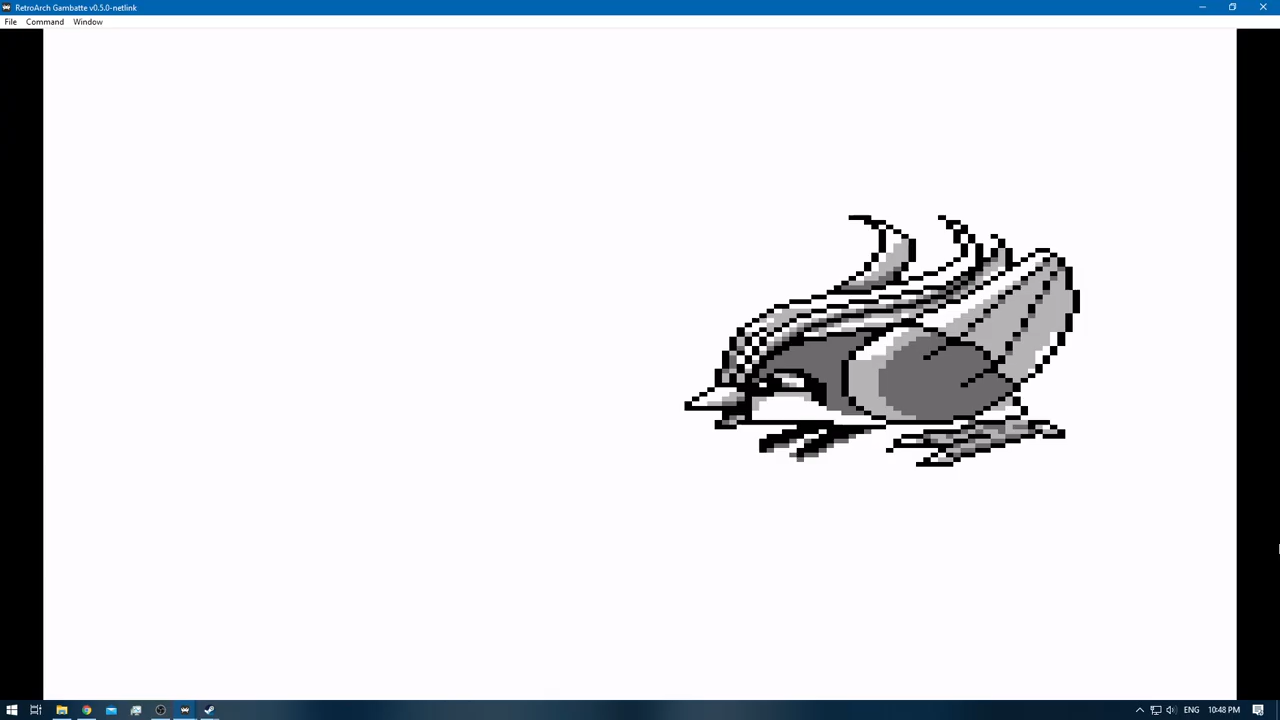 RetroArch Gambatte v0.5.0-netlink
File Command Window
ENG 10:48 PM